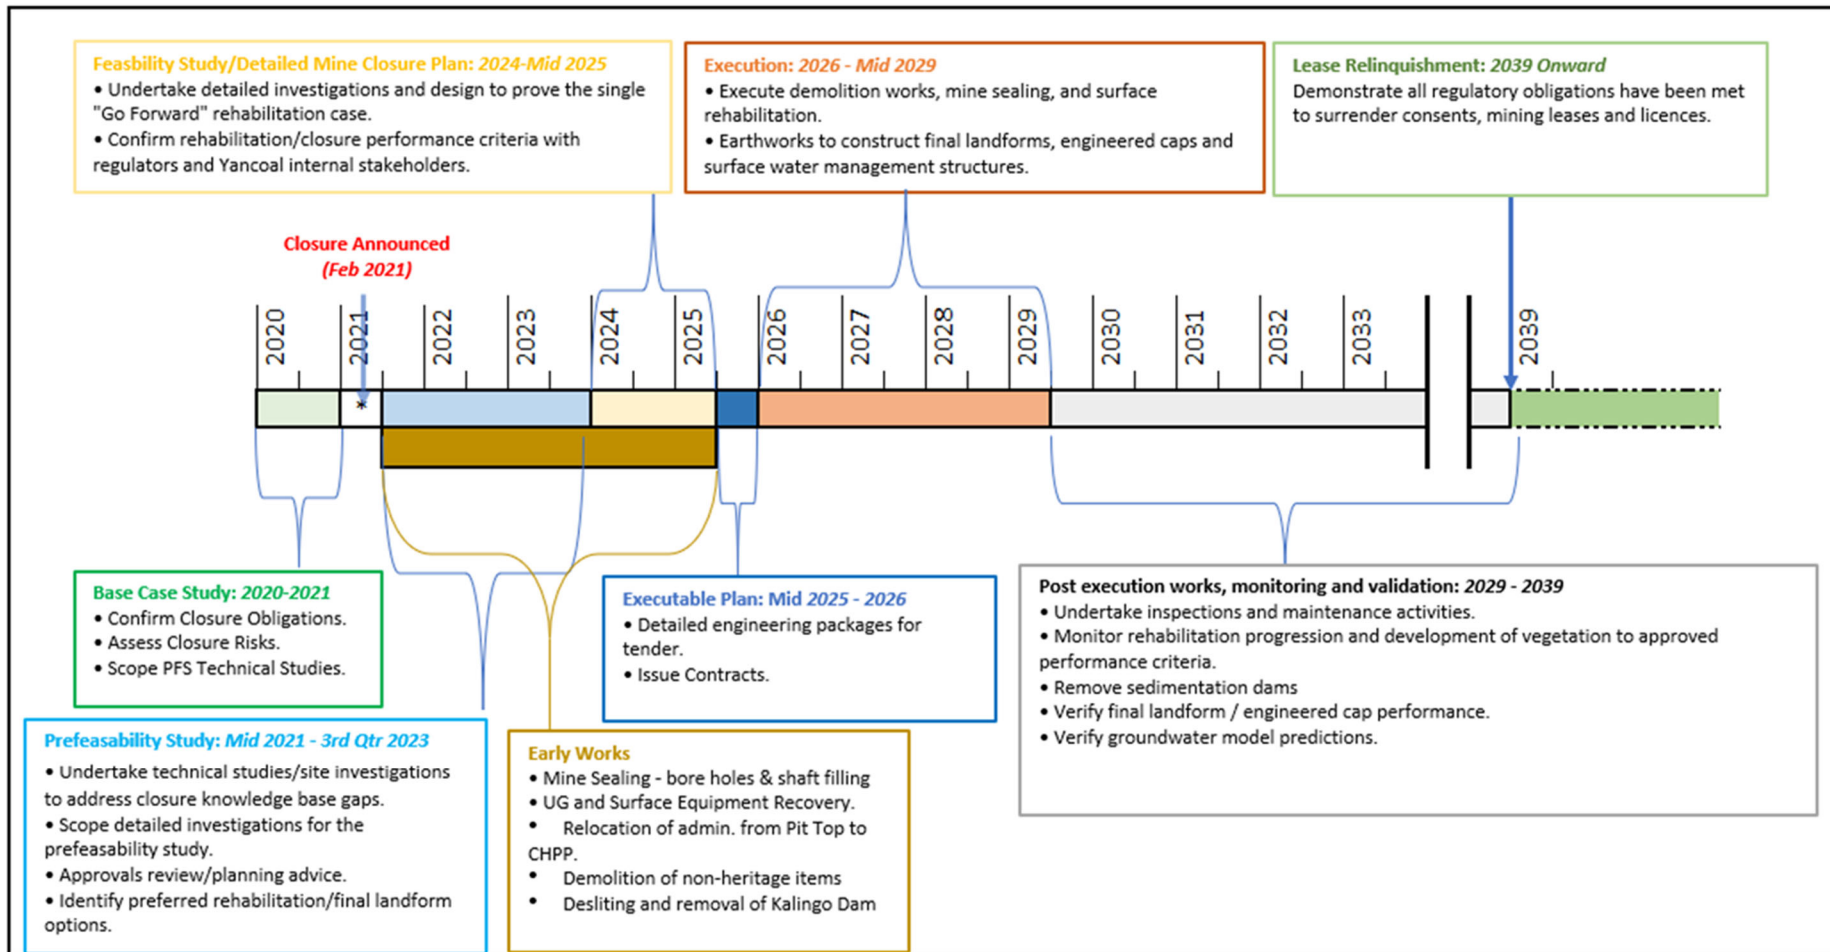 Feasbility Study/Detailed Mine Closure Plan: 2024-Mid 2025
• Undertake detailed investigations and design to prove the single
"Go Forward" rehabilitation case.
• Confirm rehabilitation/closure performance criteria with
regulators and Yancoal internal stakeholders.
Execution: 2026 - Mid 2029
• Execute demolition works, mine sealing, and surface
rehabilitation.
• Earthworks to construct final landforms, engineered caps and
surface water management structures.
Lease Relinquishment: 2039 Onward
Demonstrate all regulatory obligations have been met
to surrender consents, mining leases and licences.
Closure Announced
(Feb 2021)
2020
2021
2022
2023
2024
2025
2026
2027
2028
2029
2030
2031
2032
2033
2039
*
Base Case Study: 2020-2021
• Confirm Closure Obligations.
• Assess Closure Risks.
• Scope PFS Technical Studies.
Prefeasability Study: Mid 2021 - 3rd Qtr 2023
• Undertake technical studies/site investigations
to address closure knowledge base gaps.
• Scope detailed investigations for the
prefeasability study.
• Approvals review/planning advice.
• Identify preferred rehabilitation/final landform
options.
Early Works
• Mine Sealing - bore holes & shaft filling
• UG and Surface Equipment Recovery.
• Relocation of admin. from Pit Top to
CHPP.
• Demolition of non-heritage items
• Desliting and removal of Kalingo Dam
Executable Plan: Mid 2025 - 2026
• Detailed engineering packages for
tender.
• Issue Contracts.
Post execution works, monitoring and validation: 2029 - 2039
• Undertake inspections and maintenance activities.
• Monitor rehabilitation progression and development of vegetation to approved
performance criteria.
• Remove sedimentation dams
• Verify final landform / engineered cap performance.
• Verify groundwater model predictions.